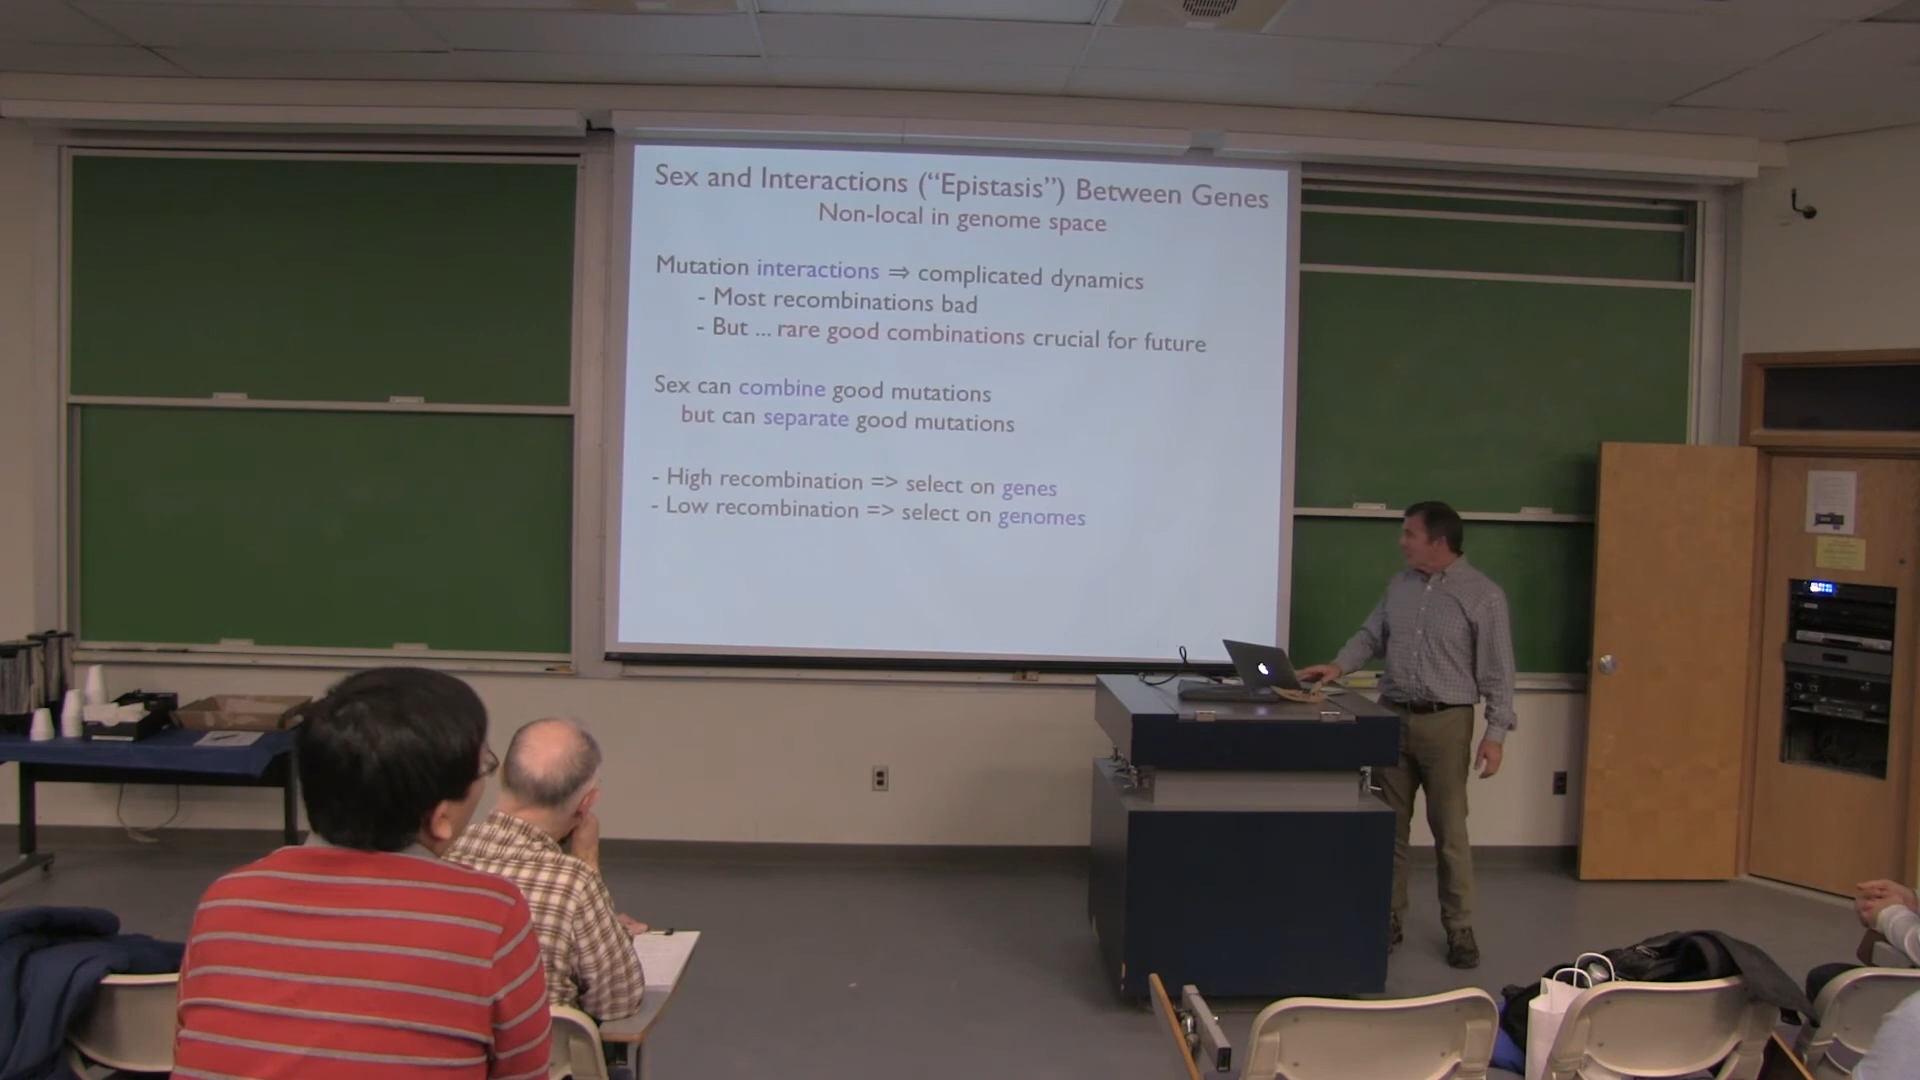 Sex and Interactions (“Epistasis”) Between Genes
Non-local in genome space
Mutation interactions ⇒ complicated dynamics
- Most recombinations bad
- But ... rare good combinations crucial for future
Sex can combine good mutations
but can separate good mutations
- High recombination => select on genes
- Low recombination => select on genomes